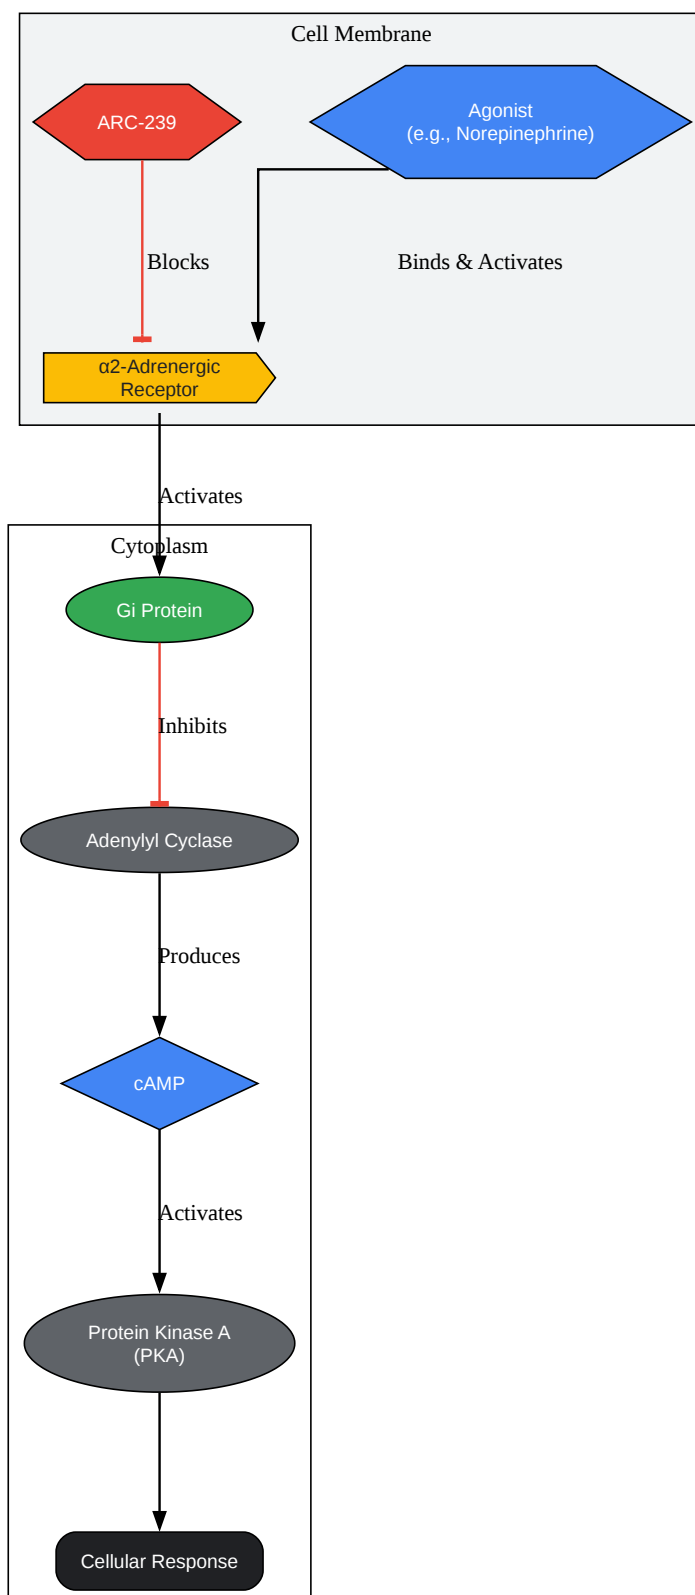 Cell Membrane
ARC-239
Agonist
(e.g., Norepinephrine)
Blocks
Binds & Activates
α2-Adrenergic
Receptor
Activates
Cytoplasm
Gi Protein
Inhibits
Adenylyl Cyclase
Produces
cAMP
Activates
Protein Kinase A
(PKA)
Cellular Response